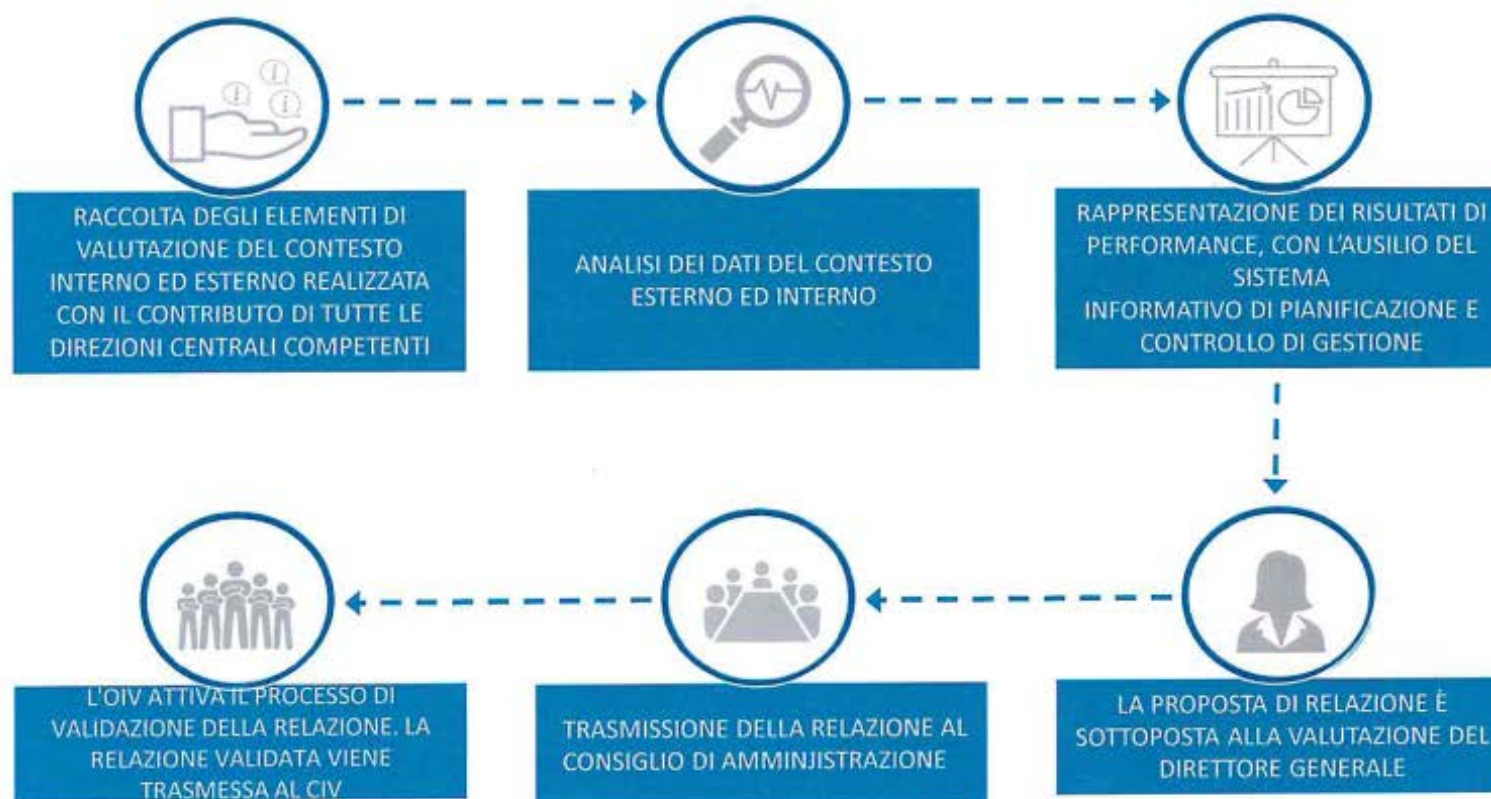 RACCOLTA DEGLI ELEMENTI DI
VALUTAZIONE DEL CONTESTO
INTERNO ED ESTERNO REALIZZATA
CON IL CONTRIBUTO DI TUTTE LE
DIREZIONI CENTRALI COMPETENTI
ANALISI DEI DATI DEL CONTESTO
ESTERNO ED INTERNO
RAPPRESENTAZIONE DEI RISULTATI DI
PERFORMANCE, CON L'AUSILIO DEL
SISTEMA
INFORMATIVO DI PIANIFICAZIONE E
CONTROLLO DI GESTIONE
LA PROPOSTA DI RELAZIONE È
SOTTOPOSTA ALLA VALUTAZIONE DEL
DIRETTORE GENERALE
TRASMISSIONE DELLA RELAZIONE AL
CONSIGLIO DI AMMINJISTRAZIONE
L'OIV ATTIVA IL PROCESSO DI
VALIDAZIONE DELLA RELAZIONE. LA
RELAZIONE VALIDATA VIENE
TRASMESSA AL CIV